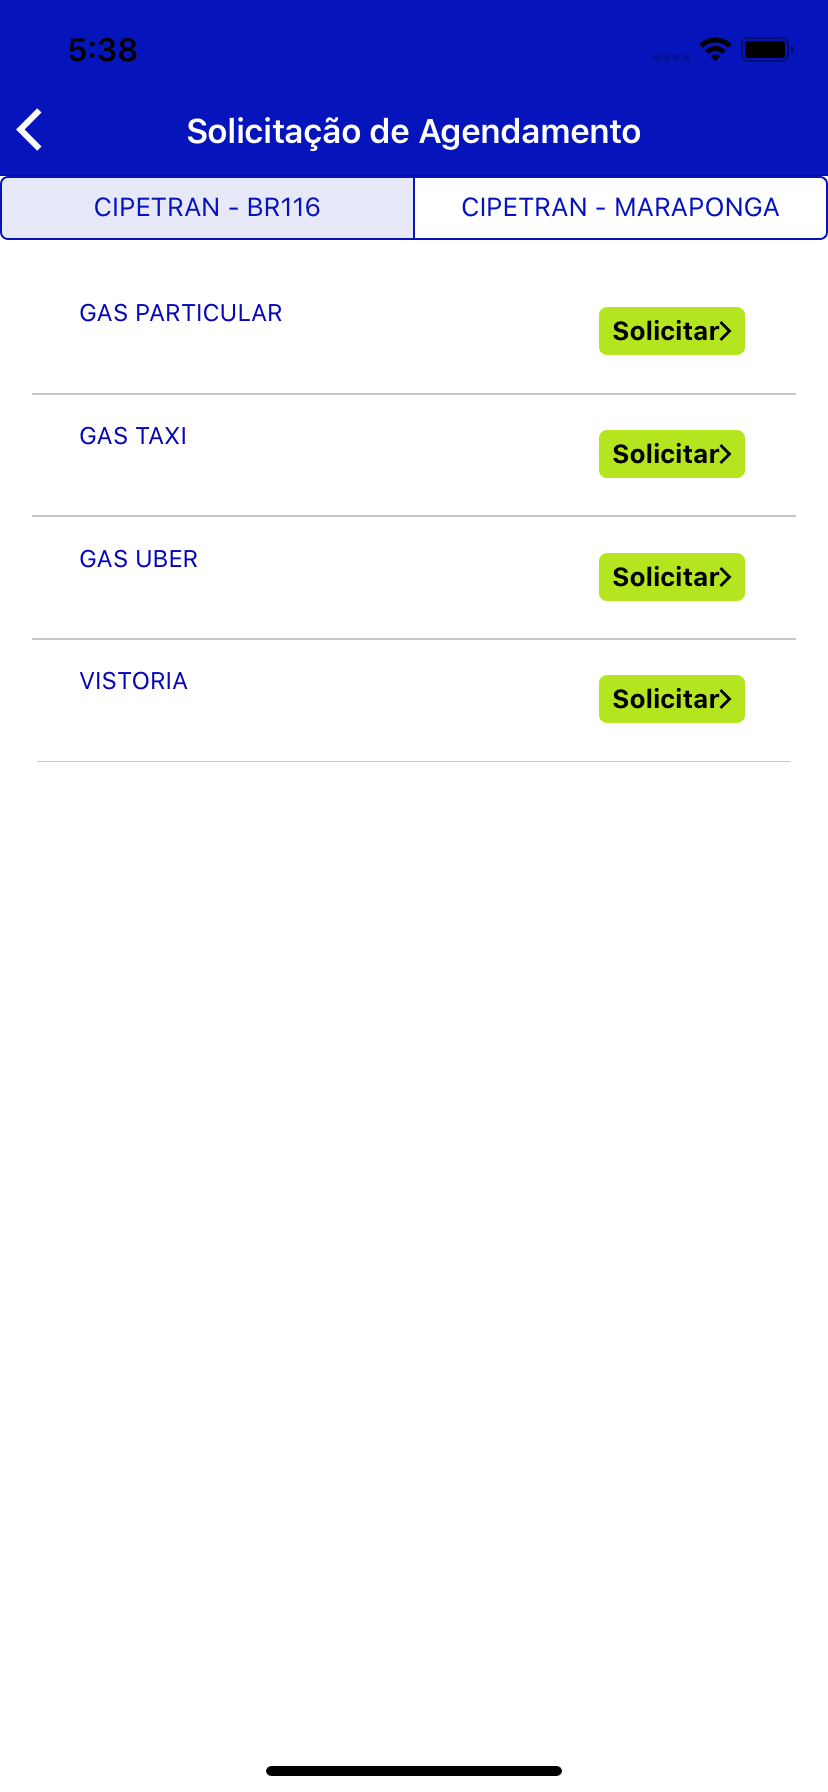 5:38
Solicitação de Agendamento
CIPETRAN - BR116
CIPETRAN - MARAPONGA
GAS PARTICULAR
Solicitar
GAS TAXI
Solicitar
GAS UBER
Solicitar
VISTORIA
Solicitar